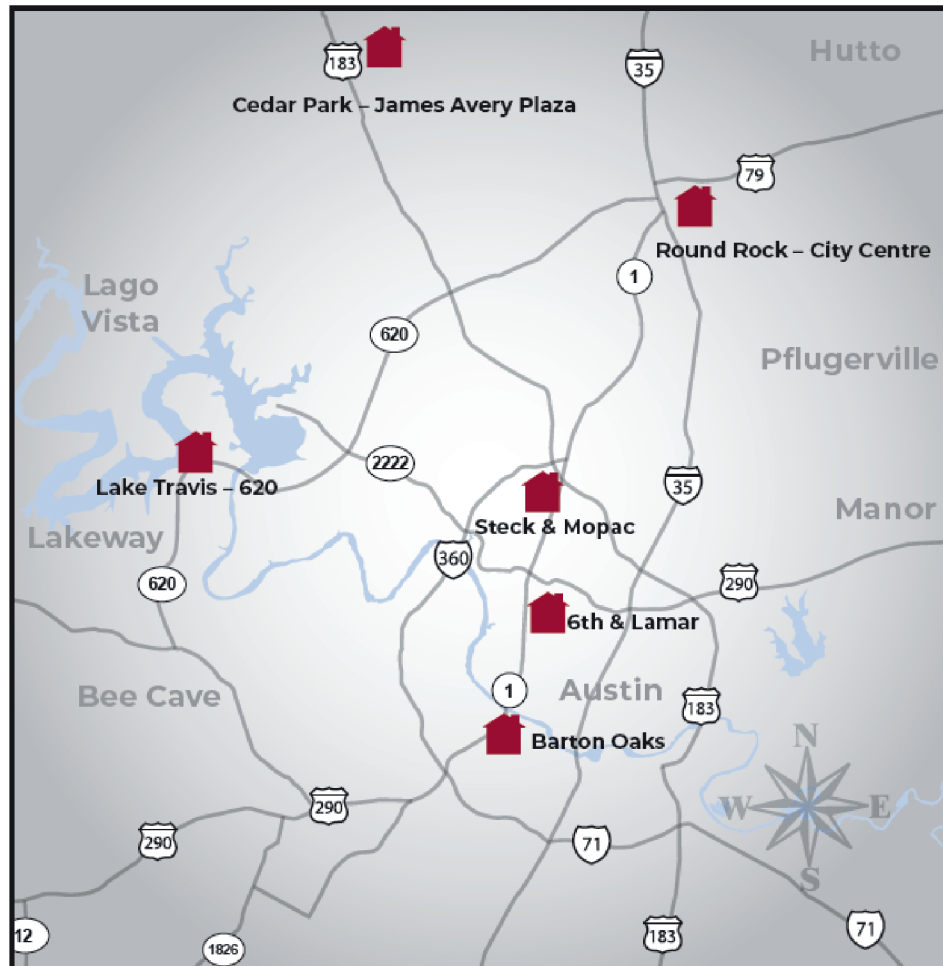 Hutto
183
35
Cedar Park – James Avery Plaza
79
Round Rock – City Centre
1
Lago
Vista
620
Pflugerville
2222
Lake Travis – 620
35
Steck & Mopac
Manor
Lakeway
360
620
290
6th & Lamar
Bee Cave
1
Austin
183
Barton Oaks
N
W
E
S
290
290
71
12
1826
183
71